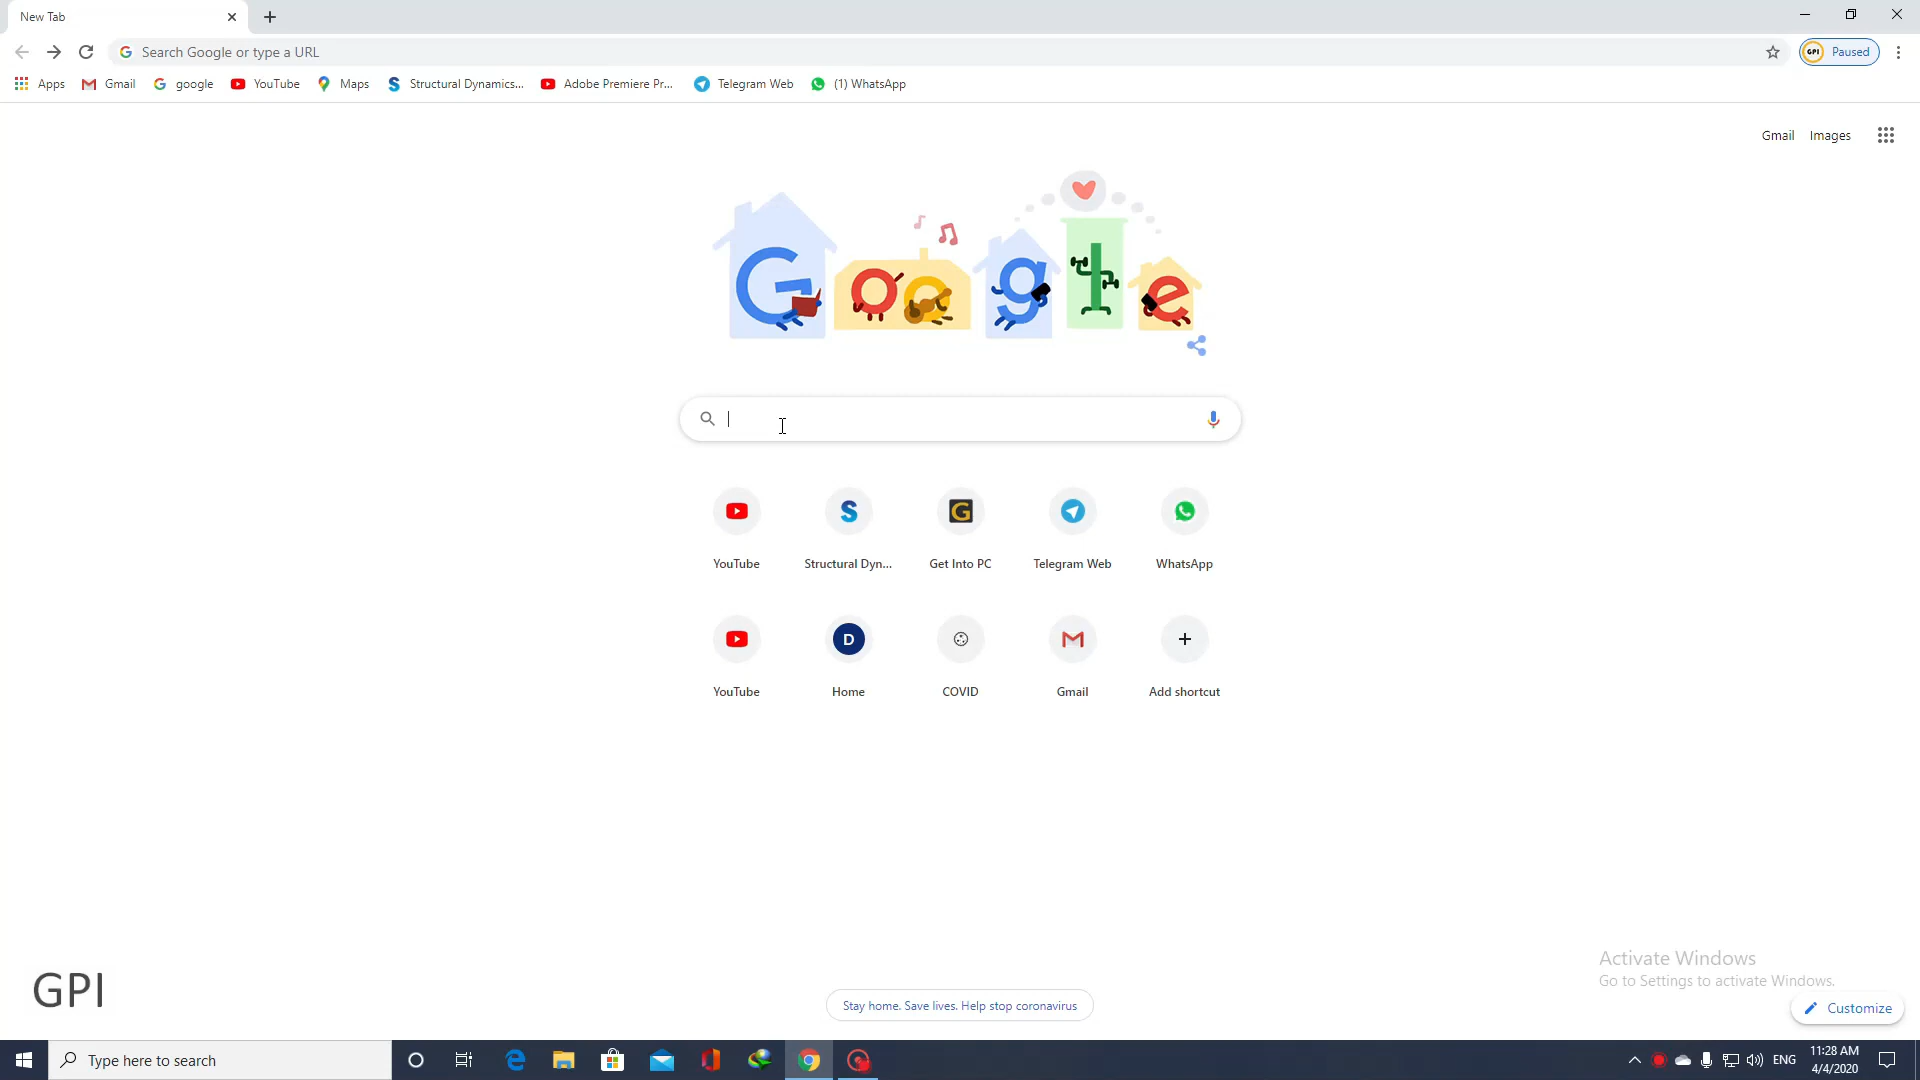 New Tab
Search Google or type a URL
GPI
Paused
Apps
Gmail
google
YouTube
Maps
Structural Dynamics...
Adobe Premiere Pr...
Telegram Web
(1) WhatsApp
Gmail
Images
YouTube
Structural Dyn...
Get Into PC
Telegram Web
WhatsApp
YouTube
D
Home
COVID
Gmail
Add shortcut
Activate Windows
Go to Settings to activate Windows.
GPI
Stay home. Save lives. Help stop coronavirus
Customize
Type here to search
ENG
11:28 AM
4/4/2020